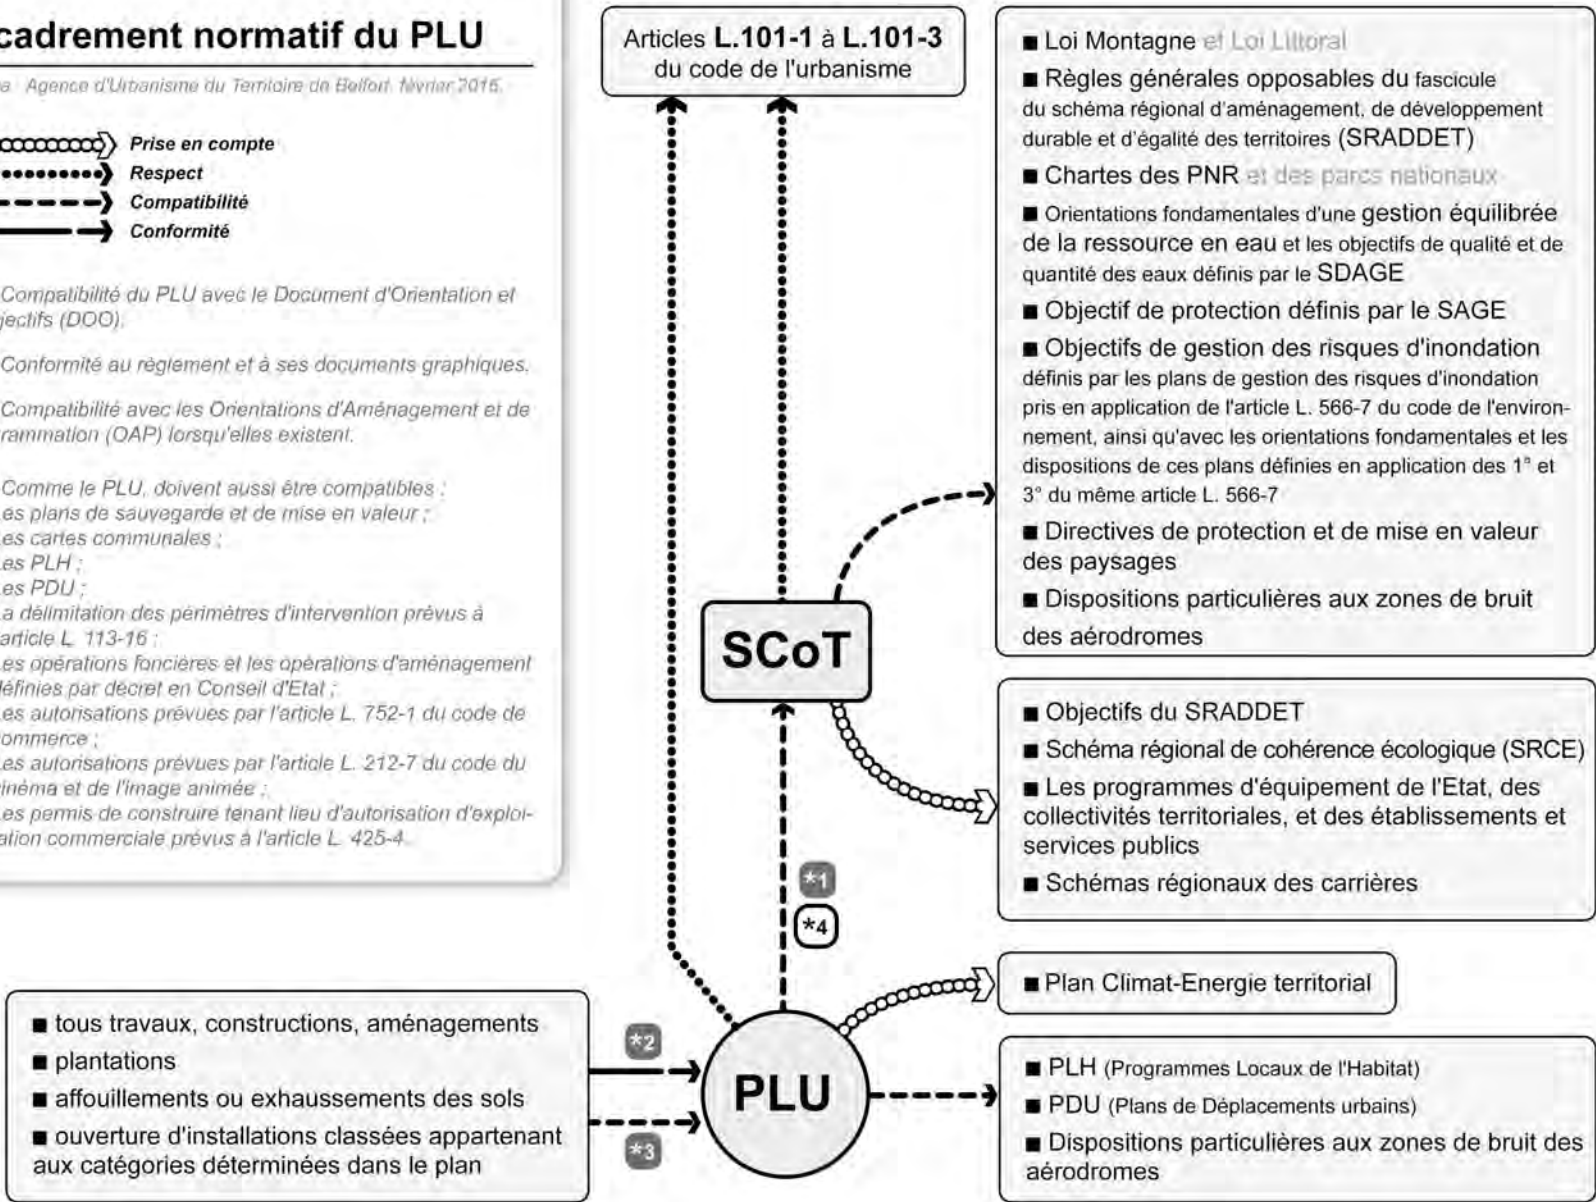 cadrement normatif du PLU
Agence d'Urbanisme du Territoire de Belfort, février 2016.
Prise en compte
Respect
Compatibilité
Conformité
Compatibilité du PLU avec le Document d'Orientation et
jectifs (DOO).
Conformité au règlement et à ses documents graphiques.
Compatibilité avec les Orientations d'Aménagement et de
rammation (OAP) lorsqu'elles existent.
Comme le PLU, doivent aussi être compatibles :
es plans de sauvegarde et de mise en valeur ;
es cartes communales ;
es PLH ;
es PDU ;
a délimitation des périmètres d'intervention prévus à
article L. 113-16 ;
es opérations foncières et les opérations d'aménagement
définies par décret en Conseil d'Etat ;
es autorisations prévues par l'article L. 752-1 du code de
ommerce ;
es autorisations prévues par l'article L. 212-7 du code du
inéma et de l'image animée ;
es permis de construire tenant lieu d'autorisation d'exploi-
ation commerciale prévus à l'article L. 425-4.
Articles L.101-1 à L.101-3
du code de l'urbanisme
■ Loi Montagne et Loi Littoral
■ Règles générales opposables du fascicule
du schéma régional d'aménagement, de développement
durable et d'égalité des territoires (SRADDET)
■ Chartes des PNR et des parcs nationaux
■ Orientations fondamentales d'une gestion équilibrée
de la ressource en eau et les objectifs de qualité et de
quantité des eaux définis par le SDAGE
■ Objectif de protection définis par le SAGE
■ Objectifs de gestion des risques d'inondation
définis par les plans de gestion des risques d'inondation
pris en application de l'article L. 566-7 du code de l'environ-
nement, ainsi qu'avec les orientations fondamentales et les
dispositions de ces plans définies en application des 1° et
3° du même article L. 566-7
■ Directives de protection et de mise en valeur
des paysages
■ Dispositions particulières aux zones de bruit
des aérodromes
SCoT
■ Objectifs du SRADDET
■ Schéma régional de cohérence écologique (SRCE)
■ Les programmes d'équipement de l'Etat, des
collectivités territoriales, et des établissements et
services publics
■ Schémas régionaux des carrières
*1
*4
■ Plan Climat-Energie territorial
■ tous travaux, constructions, aménagements
■ plantations
■ affouillements ou exhaussements des sols
■ ouverture d'installations classées appartenant
aux catégories déterminées dans le plan
*2
*3
PLU
■ PLH (Programmes Locaux de l'Habitat)
■ PDU (Plans de Déplacements urbains)
■ Dispositions particulières aux zones de bruit des
aérodromes